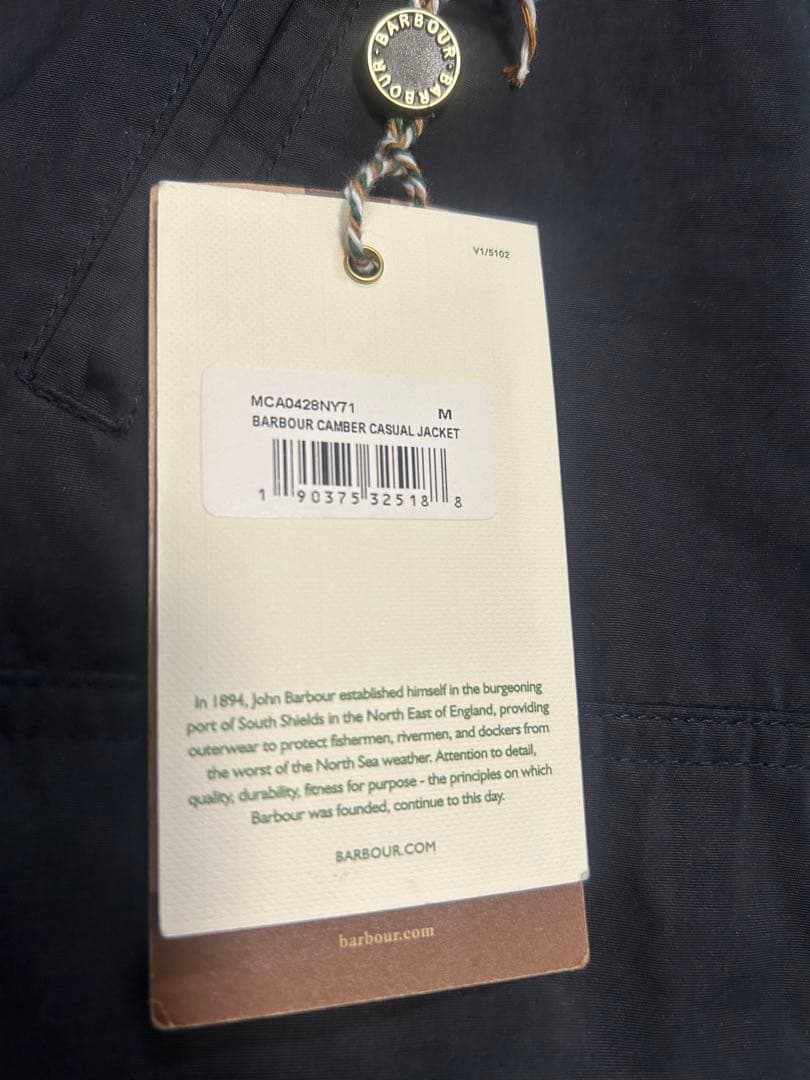 BARBOUR · BARBOUR ·
V1/5102
MCA0428NY71
M
BARBOUR CAMBER CASUAL JACKET
1 90375 32518 8
In 1894, John Barbour established himself in the burgeoning
port of South Shields in the North East of England, providing
outerwear to protect fishermen, rivermen, and dockers from
the worst of the North Sea weather. Attention to detail,
quality, durability, fitness for purpose - the principles on which
Barbour was founded, continue to this day.
BARBOUR.COM
barbour.com